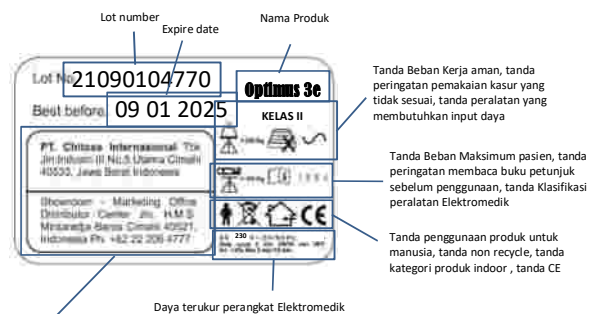 Lot number
Expire date
Nama Produk
Lot No 21090104770
Optimus 3e
Best before. 09 01 2025
KELAS II
PT. Chitose Internasional Tbk
Jln Industri III No.5 Utama Cimahi
40533, Jawa Barat Indonesia
Showroom - Marketing Office
Distributor Center Jln. H.M.S
Mintaredja Baros Cimahi 40521,
Indonesia Ph. +62 22 206 4777
CE
230
Tanda Beban Kerja aman, tanda
peringatan pemakaian kasur yang
tidak sesuai, tanda peralatan yang
membutuhkan input daya
Tanda Beban Maksimum pasien, tanda
peringatan membaca buku petunjuk
sebelum penggunaan, tanda Klasifikasi
peralatan Elektromedik
Tanda penggunaan produk untuk
manusia, tanda non recycle, tanda
kategori produk indoor , tanda CE
Daya terukur perangkat Elektromedik